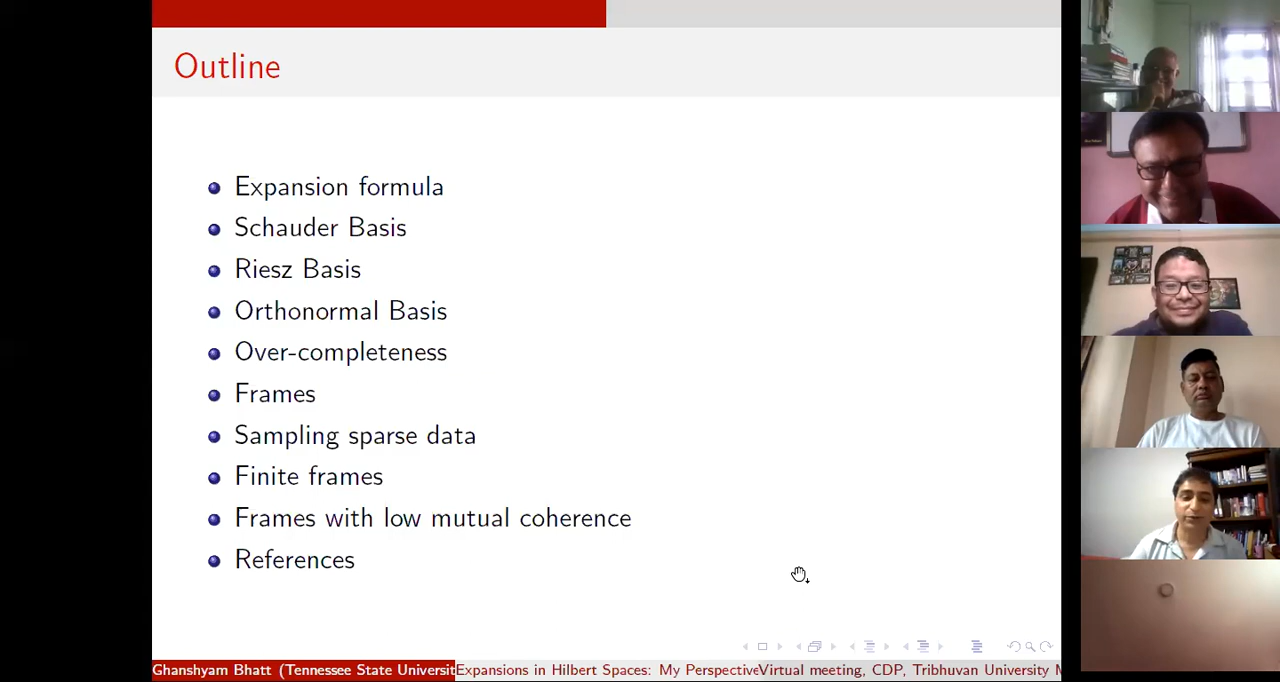 Outline
Expansion formula
Schauder Basis
Riesz Basis
Orthonormal Basis
Over-completeness
Frames
Sampling sparse data
Finite frames
Frames with low mutual coherence
References
Ghanshyam Bhatt (Tennessee State Universit
Expansions in Hilbert Spaces: My Perspective
Virtual meeting, CDP, Tribhuvan University